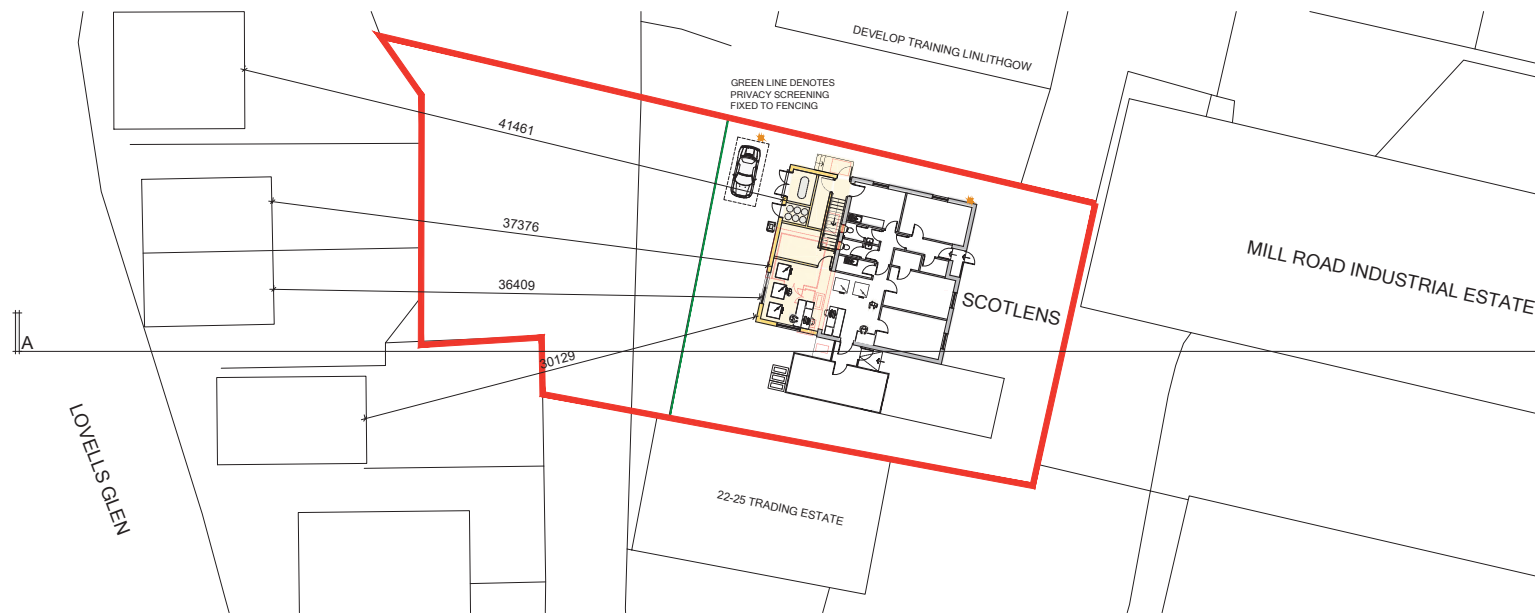 DEVELOP TRAINING LINLITHGOW
GREEN LINE DENOTES
PRIVACY SCREENING
FIXED TO FENCING
41461
37376
36409
30129
SCOTLENS
MILL ROAD INDUSTRIAL ESTATE
A
LOVELLS GLEN
22-25 TRADING ESTATE